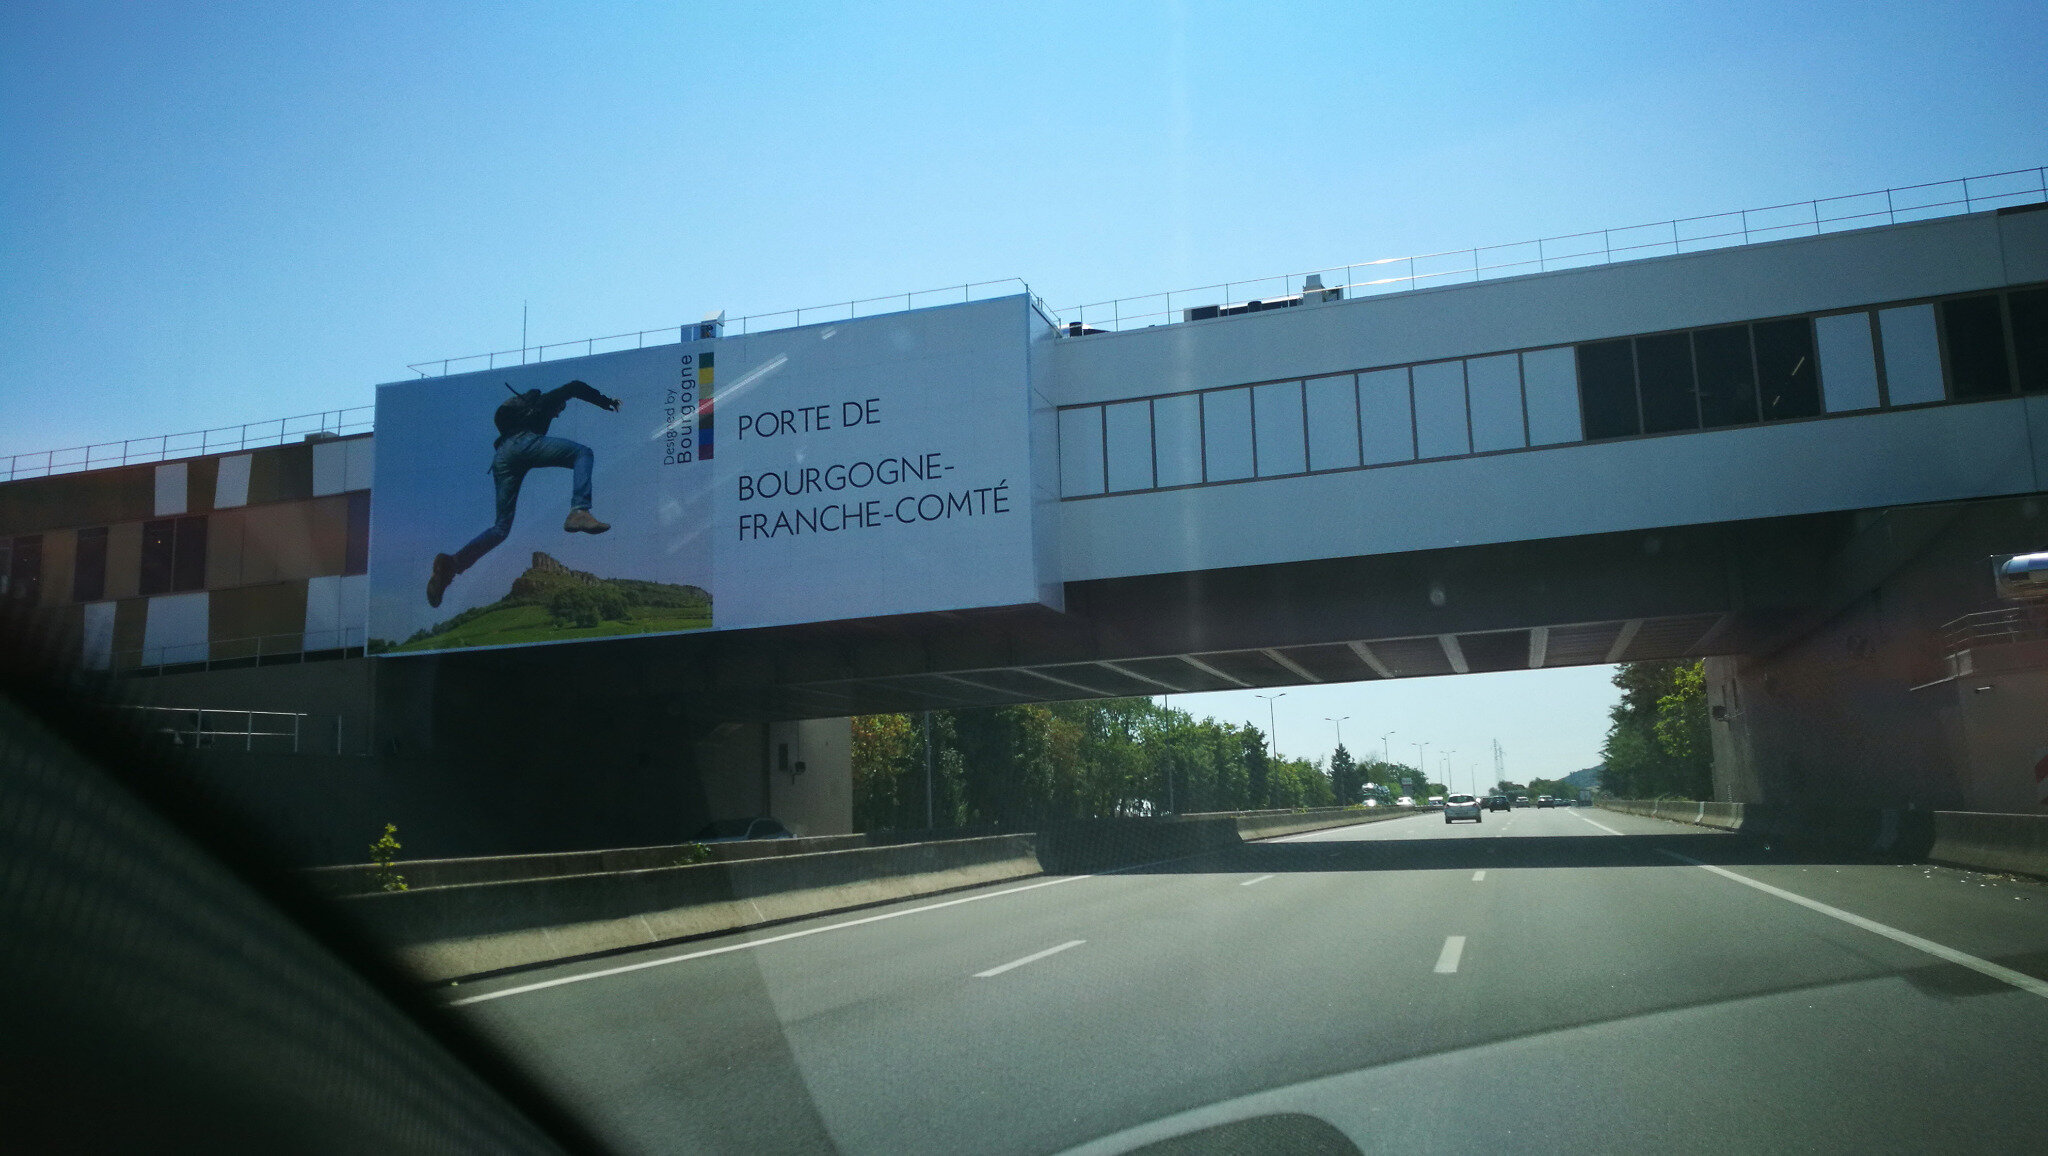 Designed by
Bourgogne
PORTE DE
BOURGOGNE-
FRANCHE-COMTÉ